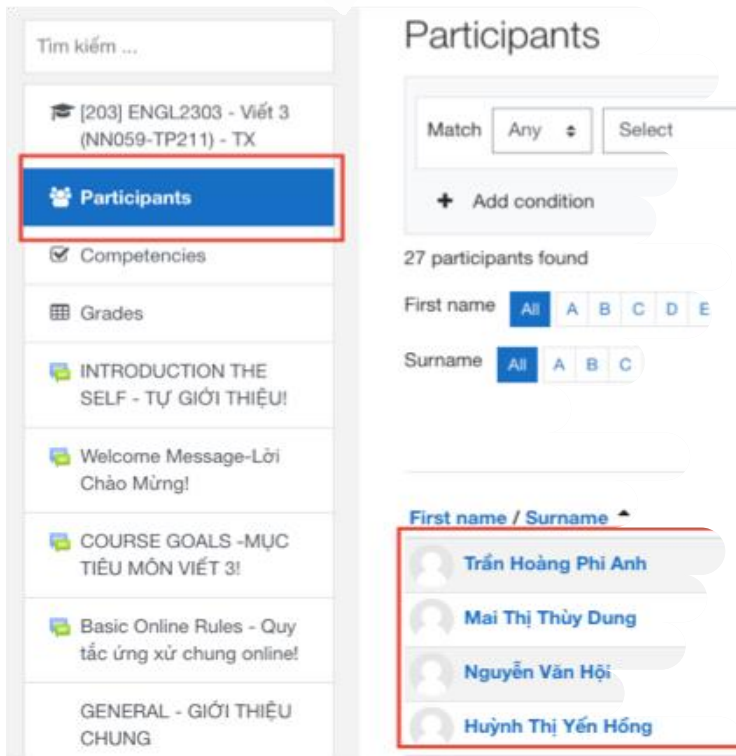 Tìm kiếm ...
[203] ENGL2303 - Viết 3
(NN059-TP211) - TX
Participants
Competencies
Grades
INTRODUCTION THE
SELF - TỰ GIỚI THIỆU!
Welcome Message-Lời
Chào Mừng!
COURSE GOALS -MỤC
TIÊU MÔN VIẾT 3!
Basic Online Rules - Quy
tắc ứng xử chung online!
GENERAL - GIỚI THIỆU
CHUNG
Participants
Match Any Select
Add condition
27 participants found
First name All A B C D E
Surname All A B C
First name / Surname
Trần Hoàng Phi Anh
Mai Thị Thùy Dung
Nguyễn Văn Hội
Huỳnh Thị Yến Hồng